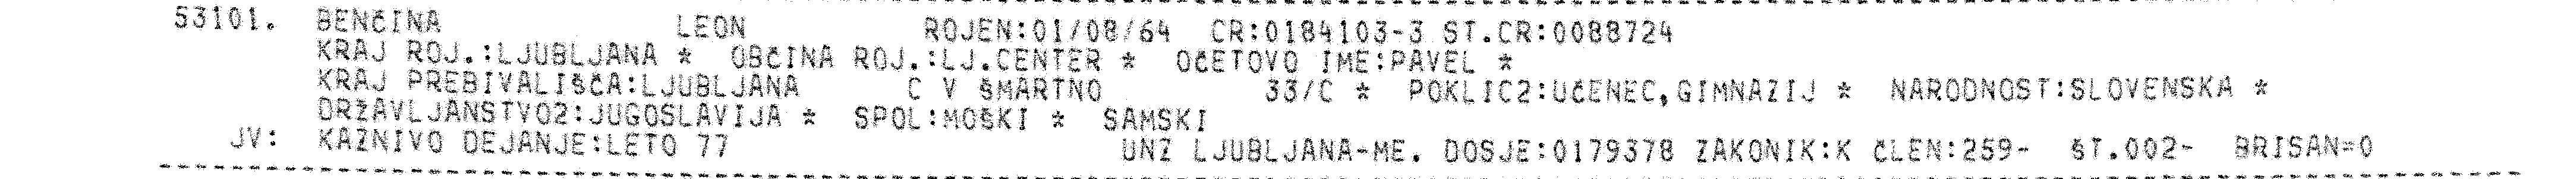 53101. BENČINA LEON ROJEN:01/08/64 CR:0184103-3 ST.CR:0088724
KRAJ ROJ.:LJUBLJANA * OBČINA ROJ.:LJ.CENTER * OČETOVO IME:PAVEL *
KRAJ PREBIVALIŠČA:LJUBLJANA C V ŠMARTNO 33/C * POKLIC2:UČENEC,GIMNAZIJ * NARODNOST:SLOVENSKA *
DRŽAVLJANSTVO2:JUGOSLAVIJA * SPOL:MOŠKI * SAMSKI
JV: KAZNIVO DEJANJE:LETO 77 UNZ LJUBLJANA-ME. DOSJE:0179378 ZAKONIK:K ČLEN:259- ŠT.002- BRISAN=0